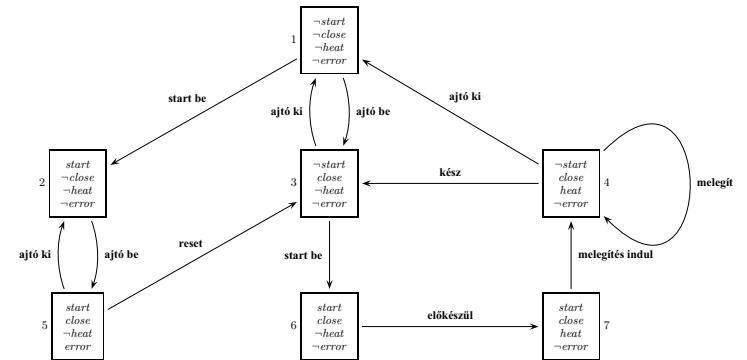 1
¬start
¬close
¬heat
¬error
start be
ajtó ki
ajtó be
ajtó ki
2
start
¬close
¬heat
¬error
3
¬start
close
¬heat
¬error
kész
¬start
close
heat
¬error
4
melegít
ajtó ki
ajtó be
reset
start be
melegítés indul
5
start
close
¬heat
error
6
start
close
¬heat
¬error
előkészül
start
close
heat
¬error
7